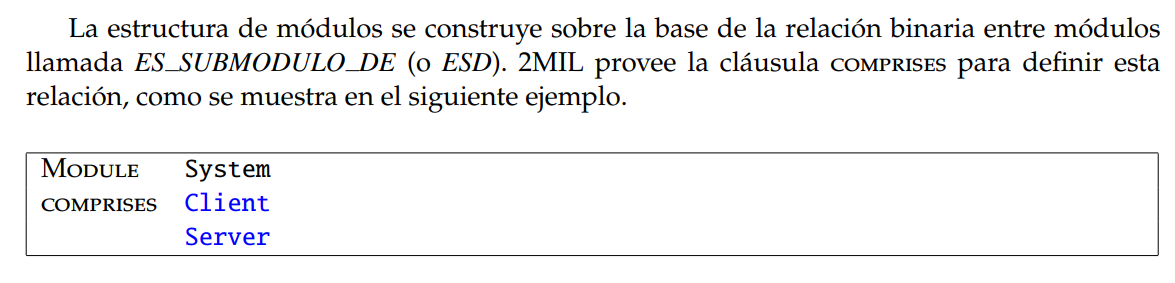 La estructura de módulos se construye sobre la base de la relación binaria entre módulos
llamada ES_SUBMODULO_DE (o ESD). 2MIL provee la cláusula COMPRISES para definir esta
relación, como se muestra en el siguiente ejemplo.
MODULE System
COMPRISES Client
Server